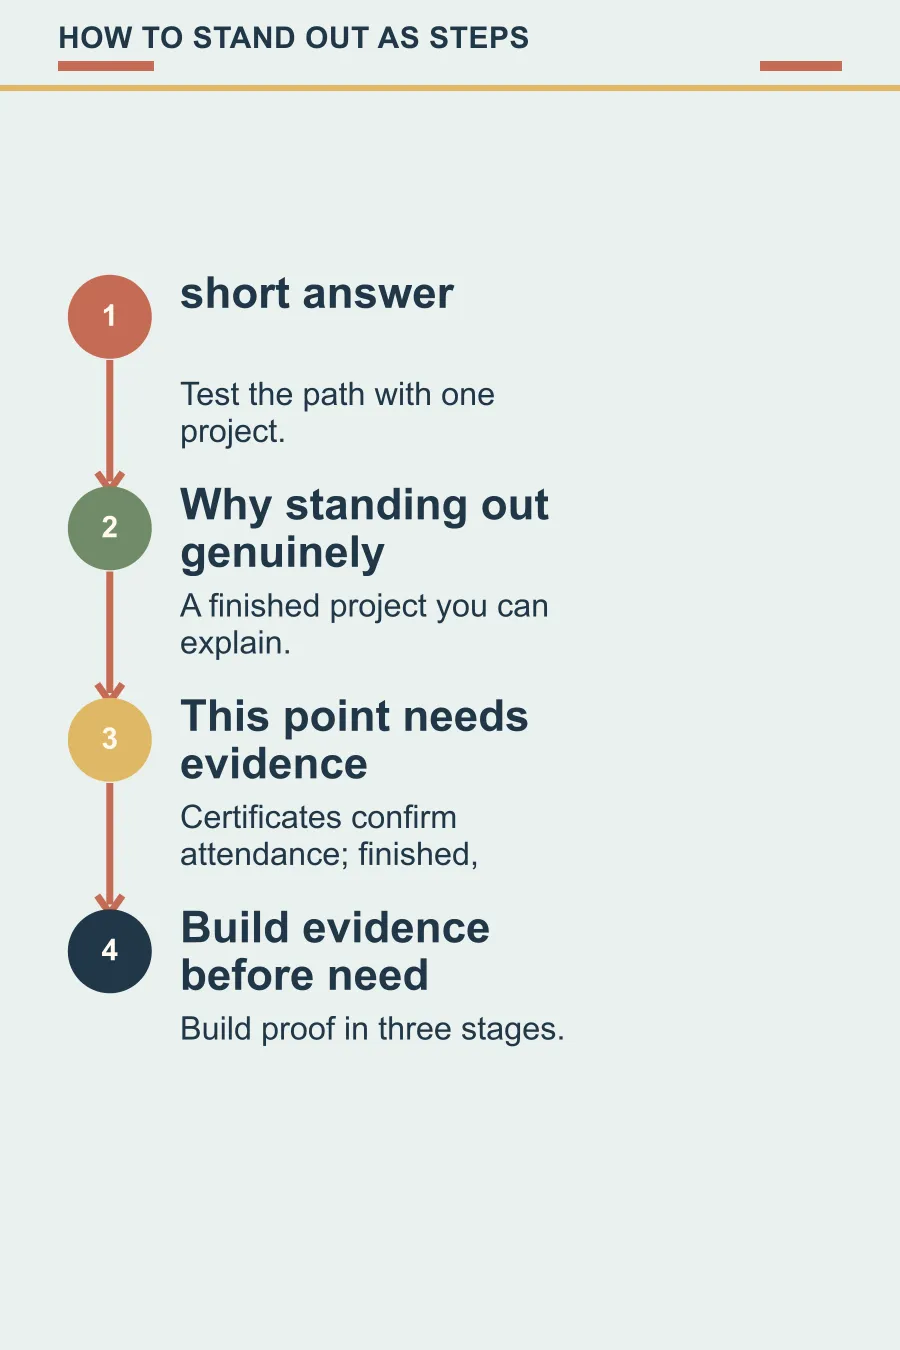 HOW TO STAND OUT AS STEPS
1
short answer
Test the path with one
project.
2
Why standing out
genuinely
A finished project you can
explain.
3
This point needs
evidence
Certificates confirm
attendance; finished,
4
Build evidence
before need
Build proof in three stages.